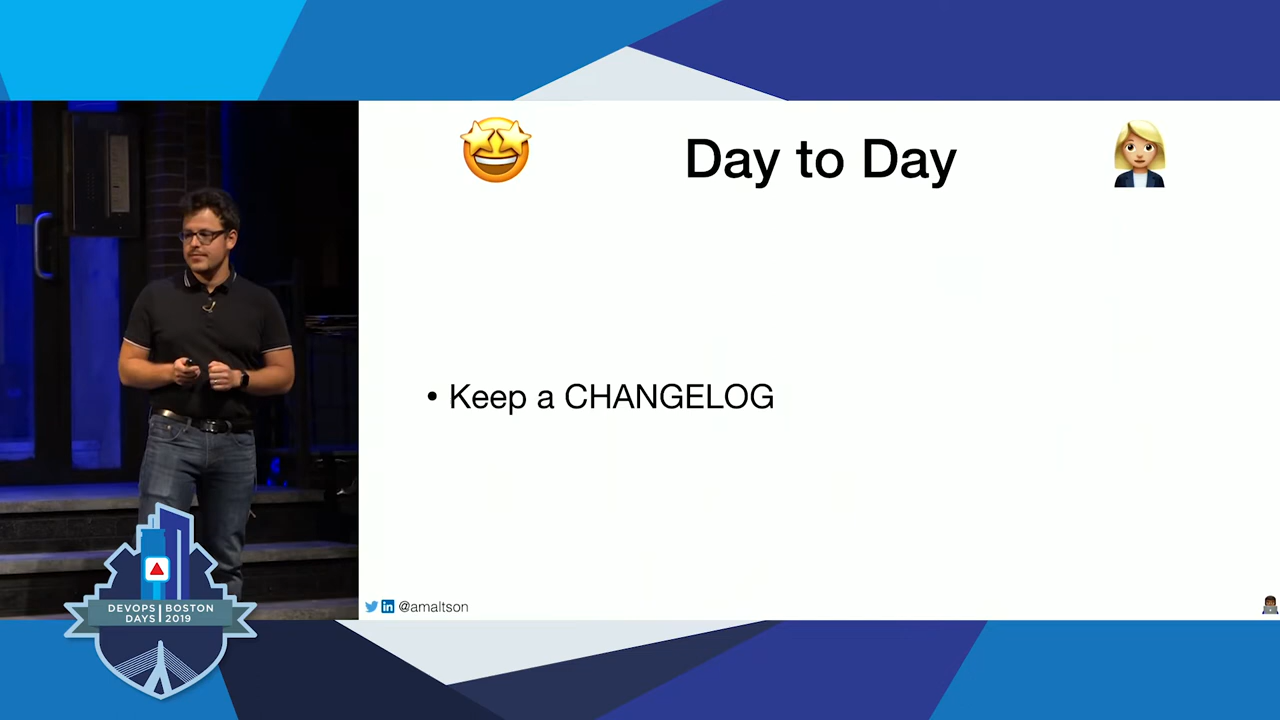 Day to Day
• Keep a CHANGELOG
@amaltson
DEVOPS BOSTON
DAYS 2019